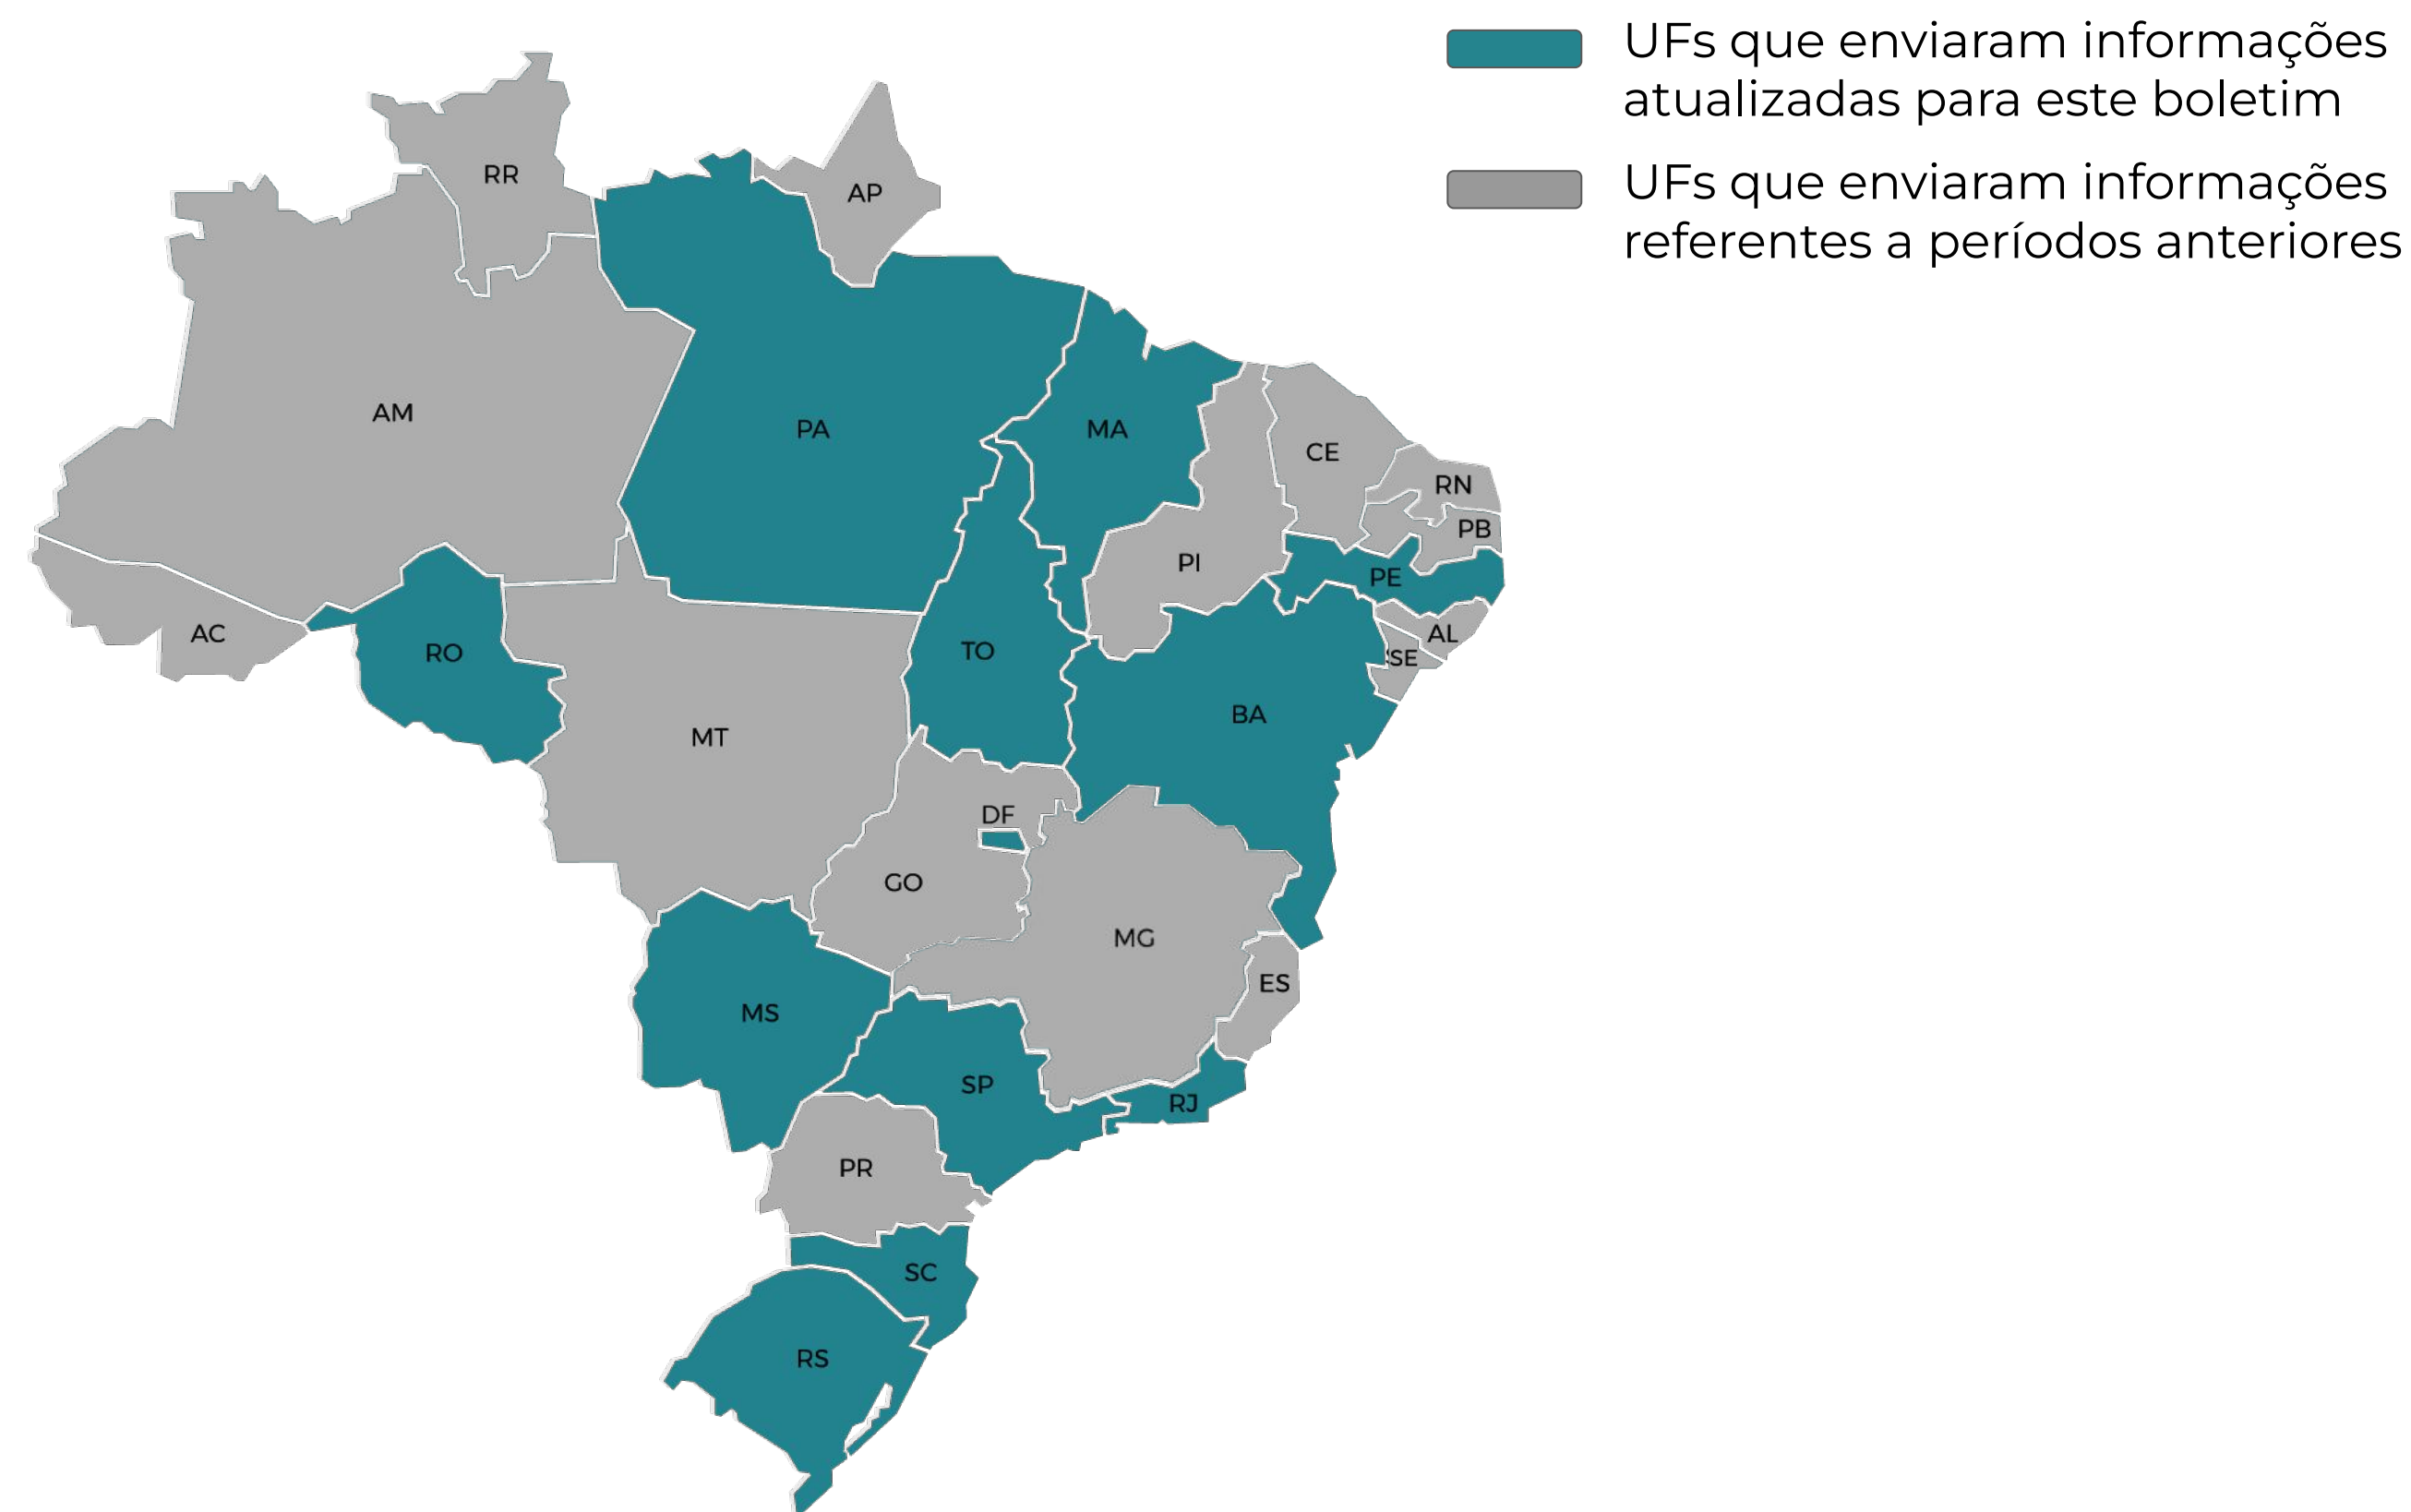 UFs que enviaram informações
atualizadas para este boletim
UFs que enviaram informações
referentes a períodos anteriores
RR
AP
AM
PA
MA
CE
RN
PB
PI
PE
AC
RO
TO
AL
SE
BA
MT
DF
GO
MG
ES
MS
SP
RJ
PR
SC
RS